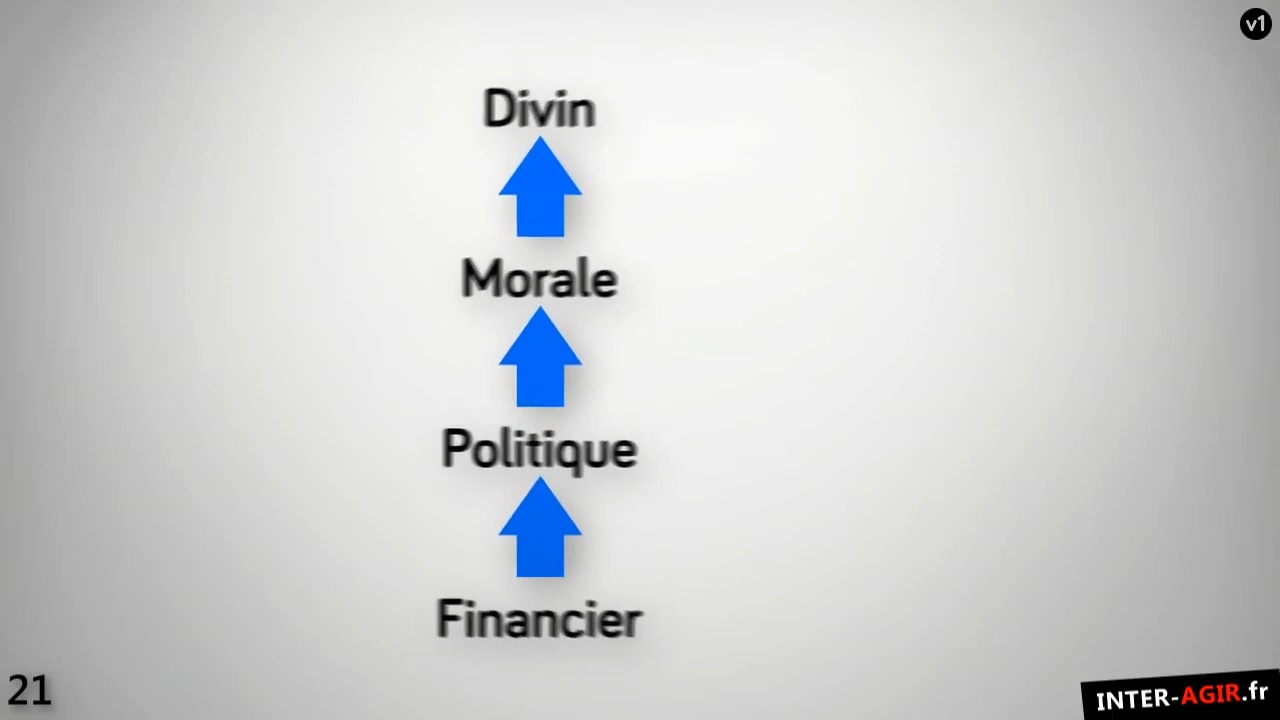 v1
Divin
Morale
Politique
Financier
21
INTER-AGIR.fr